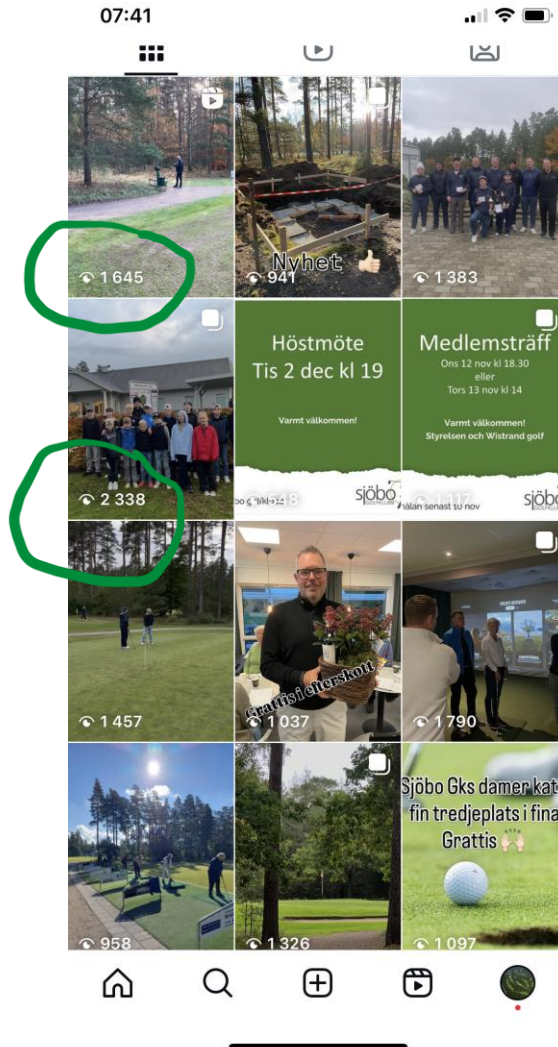 07:41
1 645
Nyhet
941
1 383
2 338
Höstmöte
Tis 2 dec kl 19
Varmt välkommen!
sjöbo
Medlemsträff
Ons 12 nov kl 18.30
eller
Tors 13 nov kl 14
Varmt välkommen!
Styrelsen och Wistrand golf
1 117
senast 10 nov
sjöbo
1 457
Grattis i efterskott
1 037
1 790
958
1 326
Sjöbo Gks damer kat
fin tredjeplats i fina
Grattis
1 097